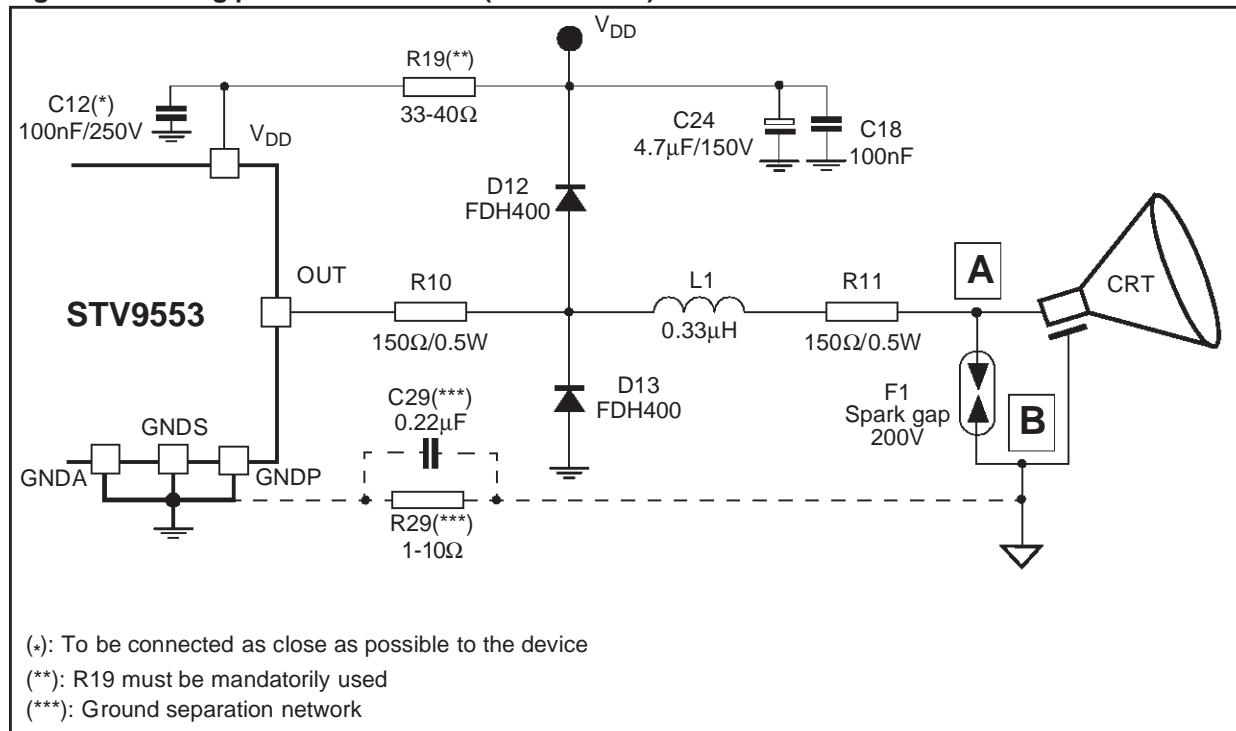 V_DD
R19(**)
33-40Ω
C12(*)
100nF/250V
V_DD
C24
4.7µF/150V
C18
100nF
D12
FDH400
A
CRT
OUT
R10
150Ω/0.5W
L1
0.33µH
R11
150Ω/0.5W
STV9553
D13
FDH400
F1
Spark gap
200V
B
C29(***)
0.22µF
GNDS
GNDA
GNDP
R29(***)
1-10Ω
(*): To be connected as close as possible to the device
(**): R19 must be mandatorily used
(***): Ground separation network